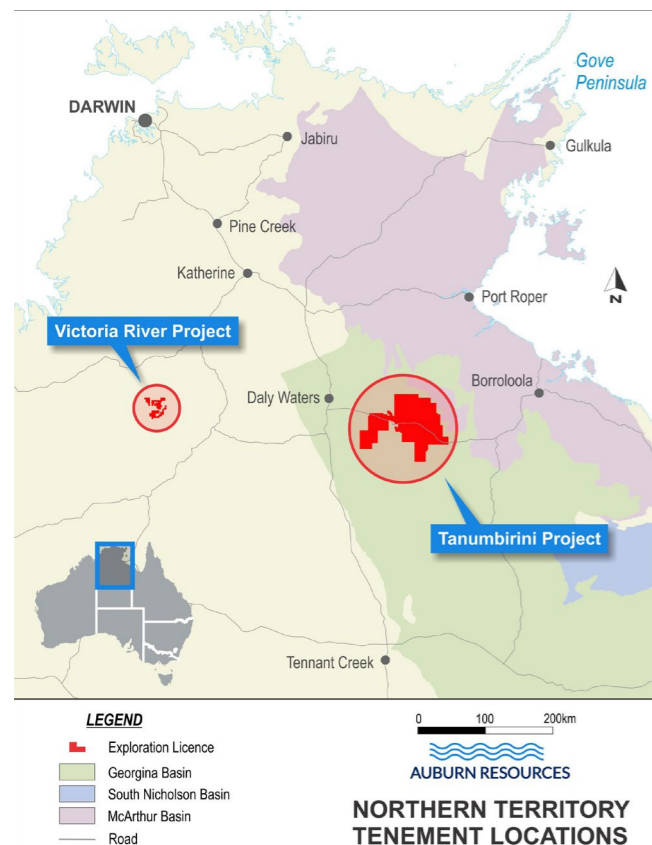 Gove
Peninsula
DARWIN
Jabiru
Gulkula
Pine Creek
Katherine
Port Roper
N
Victoria River Project
Daly Waters
Borroloola
Tanumbirini Project
Tennant Creek
LEGEND
Exploration Licence
Georgina Basin
South Nicholson Basin
McArthur Basin
Road
0 100 200km
AUBURN RESOURCES
NORTHERN TERRITORY
TENEMENT LOCATIONS